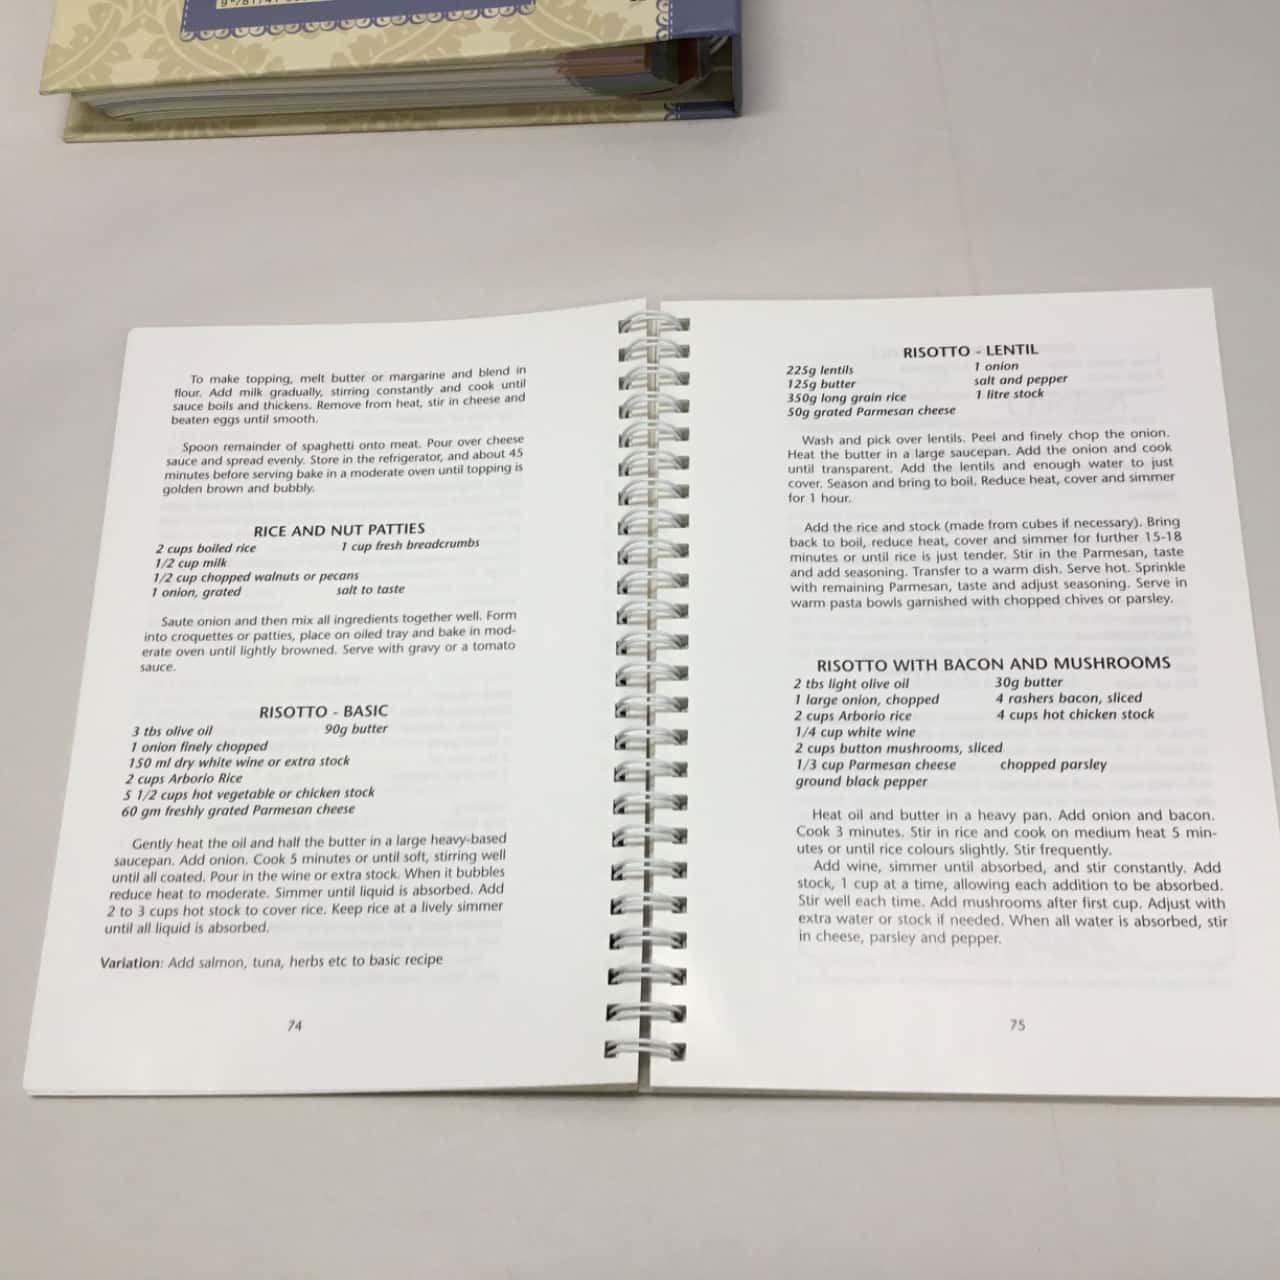 To make topping, melt butter or margarine and blend in
flour. Add milk gradually, stirring constantly and cook until
sauce boils and thickens. Remove from heat, stir in cheese and
beaten eggs until smooth.
Spoon remainder of spaghetti onto meat. Pour over cheese
sauce and spread evenly. Store in the refrigerator, and about 45
minutes before serving bake in a moderate oven until topping is
golden brown and bubbly.
RICE AND NUT PATTIES
2 cups boiled rice 1 cup fresh breadcrumbs
1/2 cup milk
1/2 cup chopped walnuts or pecans
1 onion, grated salt to taste
Saute onion and then mix all ingredients together well. Form
into croquettes or patties, place on oiled tray and bake in mod-
erate oven until lightly browned. Serve with gravy or a tomato
sauce.
RISOTTO - BASIC
3 tbs olive oil 90g butter
1 onion finely chopped
150 ml dry white wine or extra stock
2 cups Arborio Rice
5 1/2 cups hot vegetable or chicken stock
60 gm freshly grated Parmesan cheese
Gently heat the oil and half the butter in a large heavy-based
saucepan. Add onion. Cook 5 minutes or until soft, stirring well
until all coated. Pour in the wine or extra stock. When it bubbles
reduce heat to moderate. Simmer until liquid is absorbed. Add
2 to 3 cups hot stock to cover rice. Keep rice at a lively simmer
until all liquid is absorbed.
Variation: Add salmon, tuna, herbs etc to basic recipe
74
RISOTTO - LENTIL
225g lentils 1 onion
125g butter salt and pepper
350g long grain rice 1 litre stock
50g grated Parmesan cheese
Wash and pick over lentils. Peel and finely chop the onion.
Heat the butter in a large saucepan. Add the onion and cook
until transparent. Add the lentils and enough water to just
cover. Season and bring to boil. Reduce heat, cover and simmer
for 1 hour.
Add the rice and stock (made from cubes if necessary). Bring
back to boil, reduce heat, cover and simmer for further 15-18
minutes or until rice is just tender. Stir in the Parmesan, taste
and add seasoning. Transfer to a warm dish. Serve hot. Sprinkle
with remaining Parmesan, taste and adjust seasoning. Serve in
warm pasta bowls garnished with chopped chives or parsley.
RISOTTO WITH BACON AND MUSHROOMS
2 tbs light olive oil 30g butter
1 large onion, chopped 4 rashers bacon, sliced
2 cups Arborio rice 4 cups hot chicken stock
1/4 cup white wine
2 cups button mushrooms, sliced
1/3 cup Parmesan cheese chopped parsley
ground black pepper
Heat oil and butter in a heavy pan. Add onion and bacon.
Cook 3 minutes. Stir in rice and cook on medium heat 5 min-
utes or until rice colours slightly. Stir frequently.
Add wine, simmer until absorbed, and stir constantly. Add
stock, 1 cup at a time, allowing each addition to be absorbed.
Stir well each time. Add mushrooms after first cup. Adjust with
extra water or stock if needed. When all water is absorbed, stir
in cheese, parsley and pepper.
75